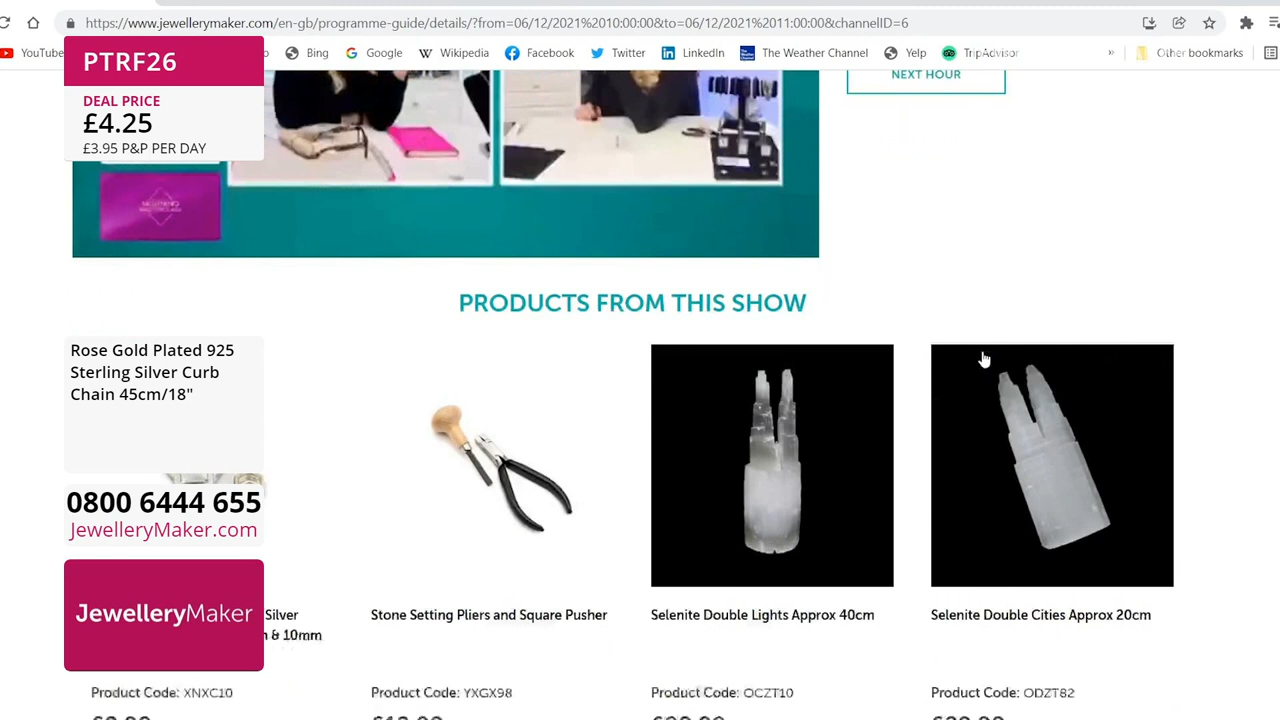 https://www.jewellerymaker.com/en-gb/programme-guide/details/?from=06/12/2021%2010:00:00&to=06/12/2021%2011:00:00&channelID=6
YouTube
Bing
Google
Wikipedia
Facebook
Twitter
LinkedIn
The Weather Channel
Yelp
TripAdvisor
»
Other bookmarks
PTRF26
DEAL PRICE
£4.25
£3.95 P&P PER DAY
NEXT HOUR
PRODUCTS FROM THIS SHOW
Rose Gold Plated 925
Sterling Silver Curb
Chain 45cm/18"
0800 6444 655
JewelleryMaker.com
JewelleryMaker
Silver
& 10mm
Stone Setting Pliers and Square Pusher
Selenite Double Lights Approx 40cm
Selenite Double Cities Approx 20cm
Product Code: XNXC10
Product Code: YXGX98
Product Code: OCZT10
Product Code: ODZT82